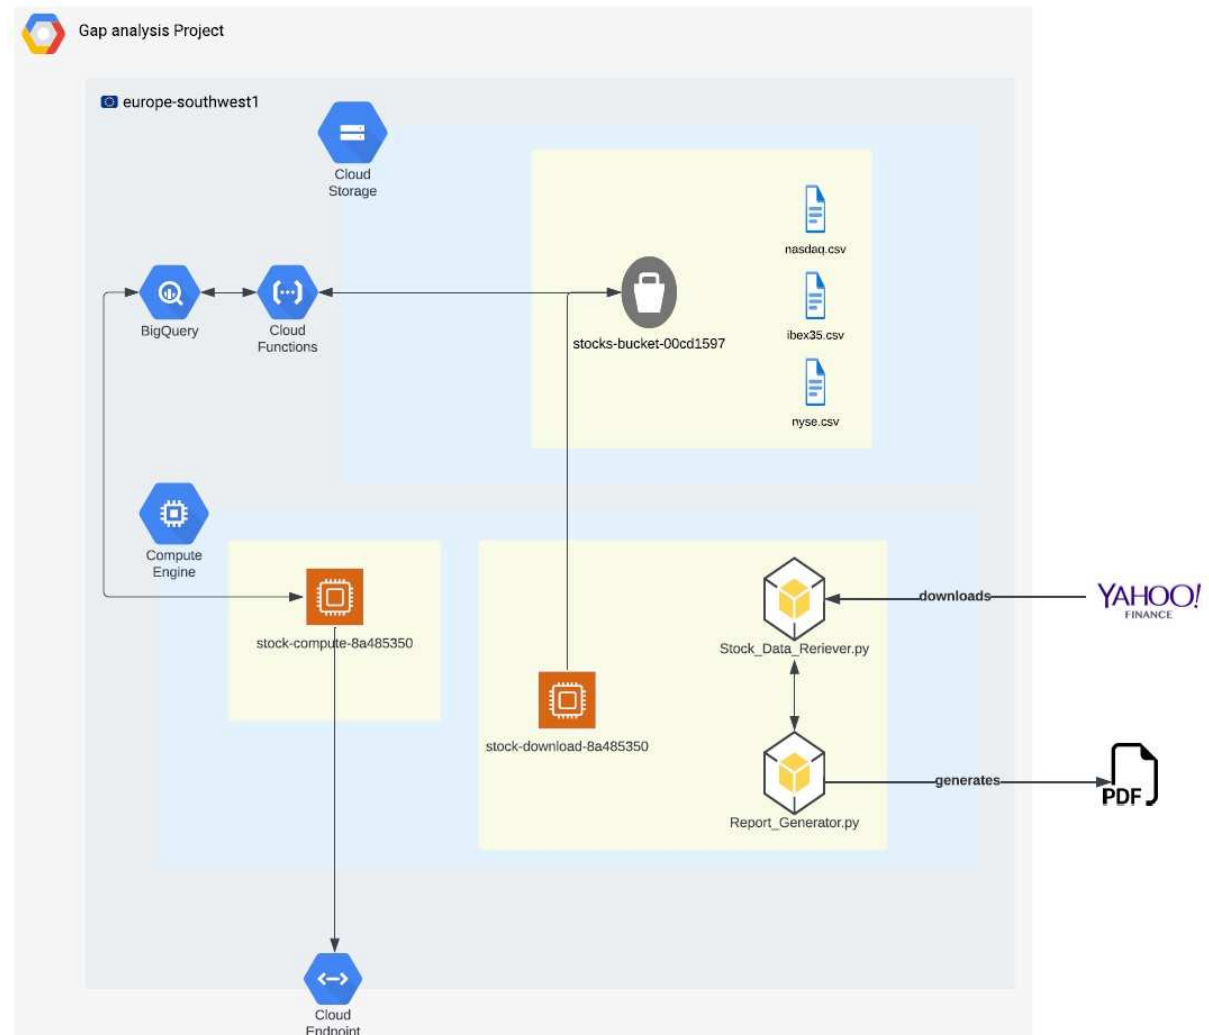 Gap analysis Project
europe-southwest1
Cloud
Storage
nasdaq.csv
BigQuery
Cloud
Functions
stocks-bucket-00cd1597
ibex35.csv
nyse.csv
Compute
Engine
stock-compute-8a485350
downloads
YAHOO!
FINANCE
Stock_Data_Reriever.py
stock-download-8a485350
generates
PDF
Report_Generator.py
Cloud
Endpoint